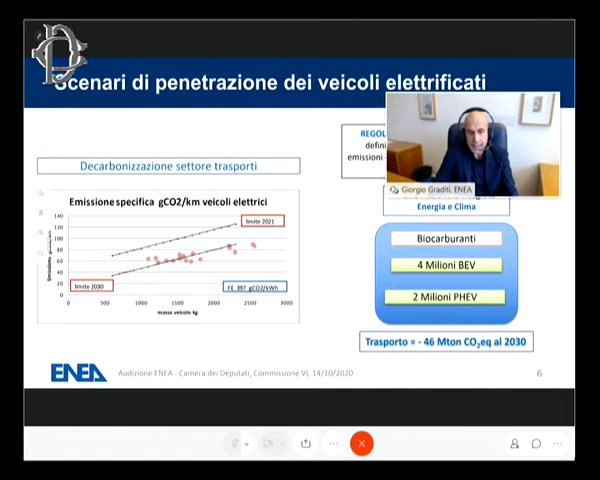 Scenari di penetrazione dei veicoli elettrificati
REGOL
defini
emissioni
Decarbonizzazione settore trasporti
Giorgio Graditi, ENEA
Energia e Clima
Emissione specifica gCO2/km veicoli elettrici
140
120
100
80
60
40
20
0
limite 2021
limite 2030
FE 397 gCO2/kWh
0
500
1000
1500
2000
2500
3000
massa veicolo kg
Biocarburanti
4 Milioni BEV
2 Milioni PHEV
Trasporto = - 46 Mton CO2eq al 2030
ENEA
Audizione ENEA - Camera dei Deputati, Commissione VI, 14/10/2020
6